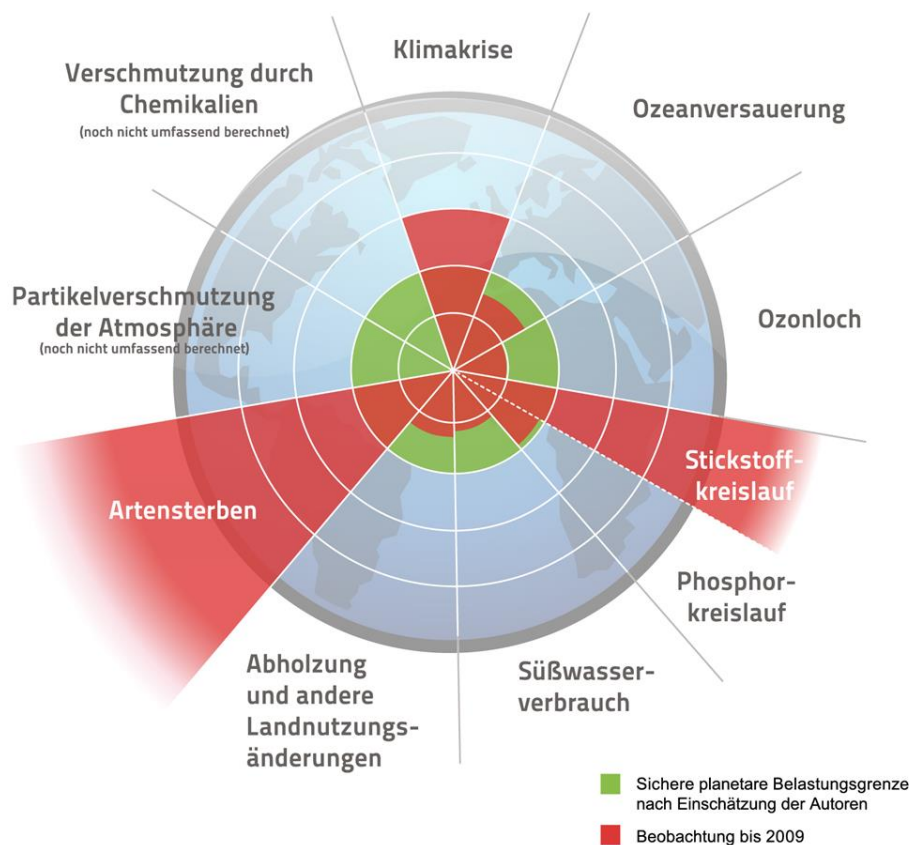 Klimakrise
Verschmutzung durch
Chemikalien
(noch nicht umfassend berechnet)
Ozeanversauerung
Partikelverschmutzung
der Atmosphäre
(noch nicht umfassend berechnet)
Ozonloch
Stickstoff-
kreislauf
Artensterben
Phosphor-
kreislauf
Abholzung
und andere
Landnutzungs-
änderungen
Süßwasser-
verbrauch
Sichere planetare Belastungsgrenze
nach Einschätzung der Autoren
Beobachtung bis 2009